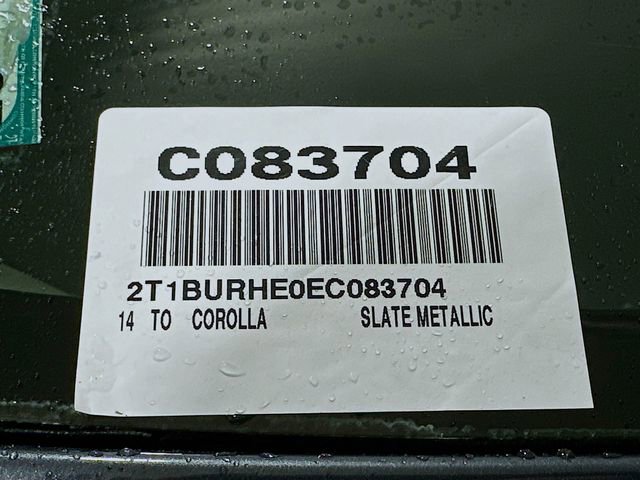 C083704
2T1BURHE0EC083704
14 TO COROLLA SLATE METALLIC